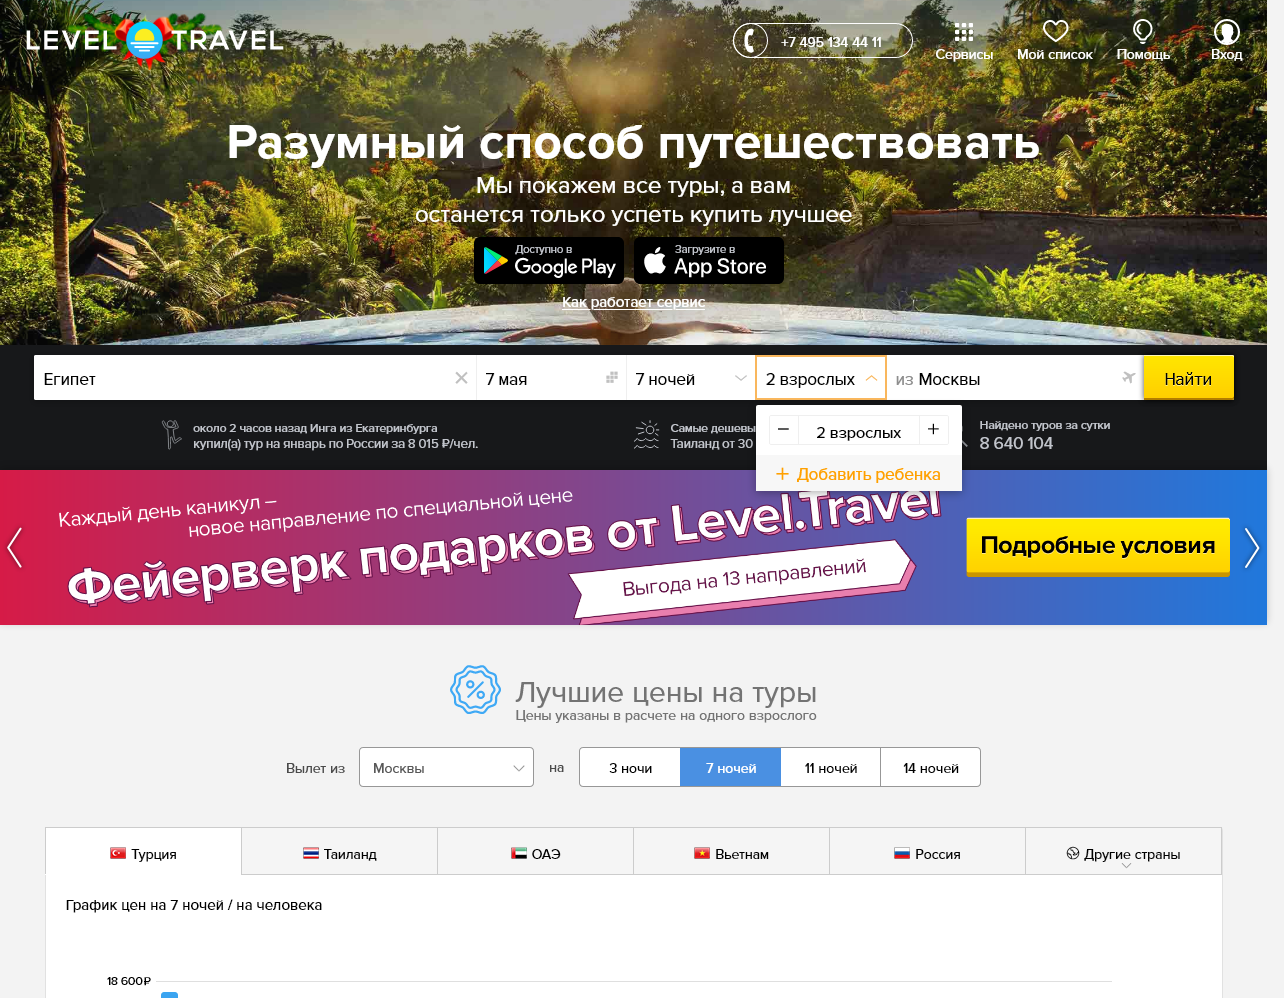 LEVEL TRAVEL
+7 495 134 44 11
Сервисы
Мой список
Помощь
Вход
Разумный способ путешествовать
Мы покажем все туры, а вам
останется только успеть купить лучшее
Доступно в
Google Play
Загрузите в
App Store
Как работает сервис
Египет
7 мая
7 ночей
2 взрослых
из Москвы
Найти
около 2 часов назад Инга из Екатеринбурга
купил(а) тур на январь по России за 8 015 ₽/чел.
Самые дешевы
Таиланд от 30
2 взрослых
+ Добавить ребенка
Найдено туров за сутки
8 640 104
Каждый день каникул –
новое направление по специальной цене
Фейерверк подарков от Level.Travel
Выгода на 13 направлений
Подробные условия
Лучшие цены на туры
Цены указаны в расчете на одного взрослого
Вылет из
Москвы
на
3 ночи
7 ночей
11 ночей
14 ночей
Турция
Таиланд
ОАЭ
Вьетнам
Россия
Другие страны
График цен на 7 ночей / на человека
18 600₽